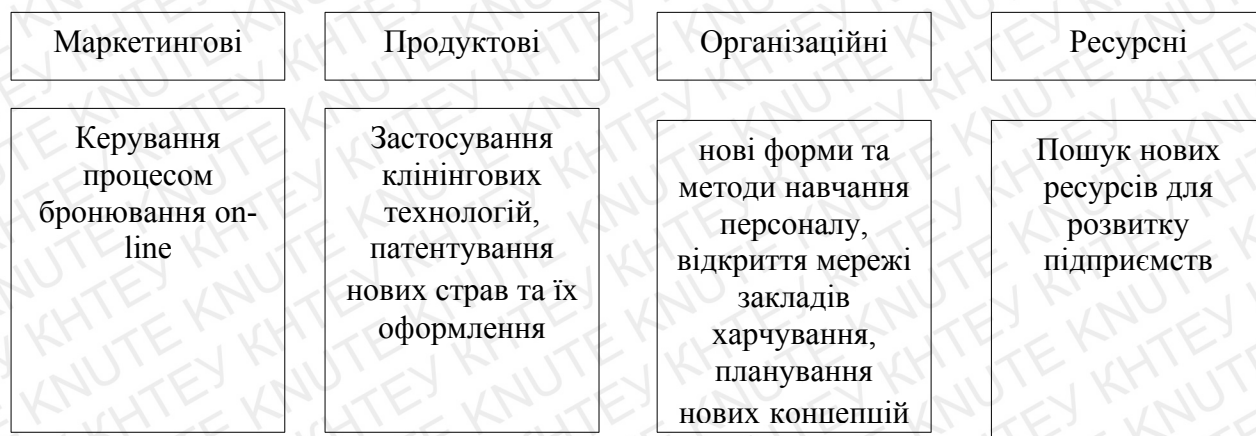 Маркетингові
Продуктові
Організаційні
Ресурсні
Керування
процесом
бронювання on-
line
Застосування
клінінгових
технологій,
патентування
нових страв та їх
оформлення
нові форми та
методи навчання
персоналу,
відкриття мережі
закладів
харчування,
планування
нових концепцій
Пошук нових
ресурсів для
розвитку
підприємств